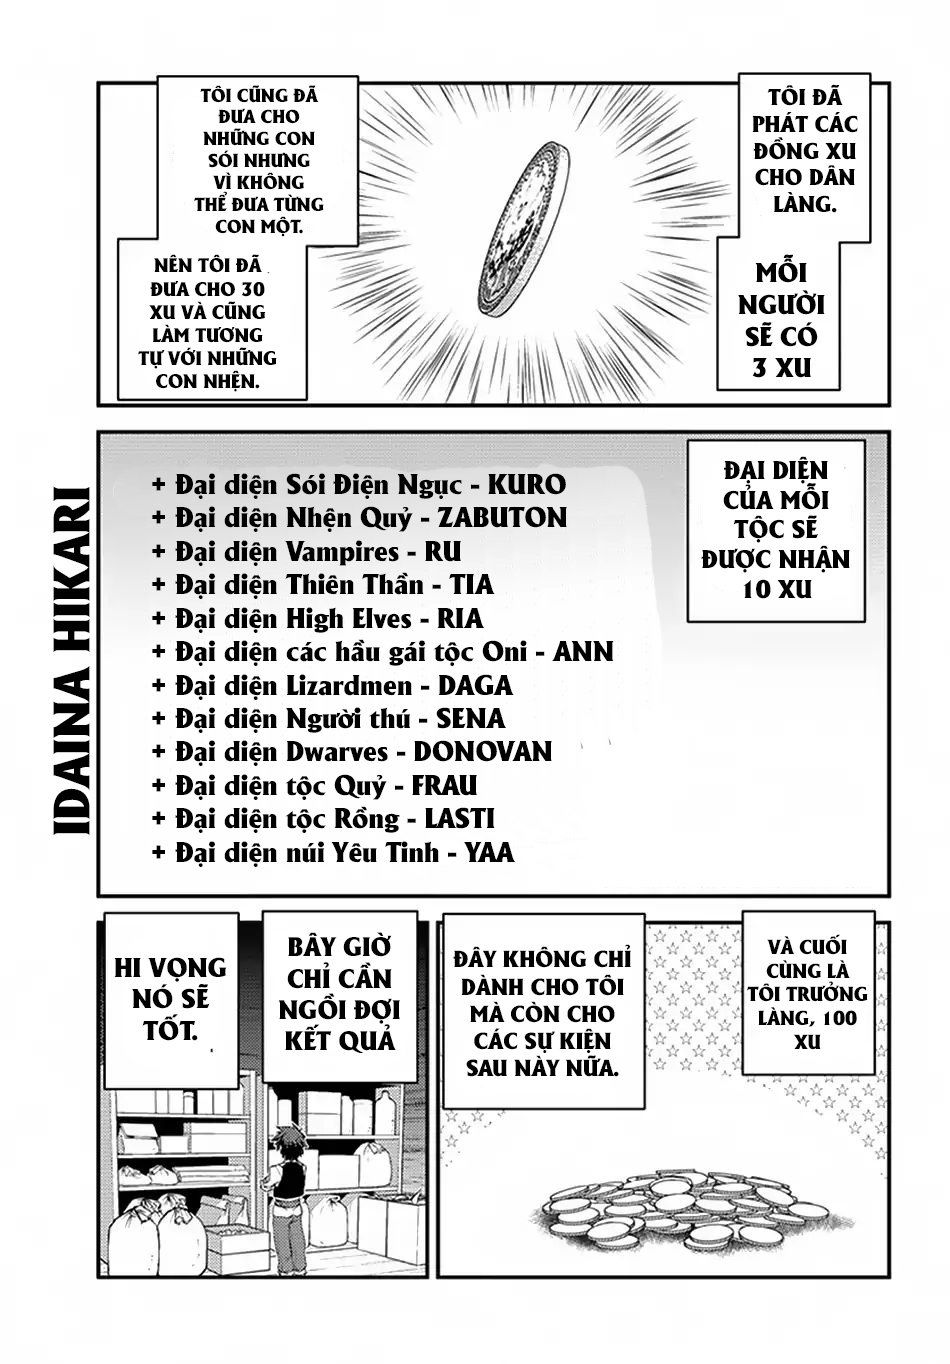 TÔI ĐÃ
PHÁT CÁC
ĐỒNG XU
CHO DÂN
LÀNG.
MỖI
NGƯỜI
SẼ CÓ
3 XU
TÔI CŨNG ĐÃ
ĐƯA CHO
NHỮNG CON
SÓI NHƯNG
VÌ KHÔNG
THỂ ĐƯA TỪNG
CON MỘT.
NÊN TÔI ĐÃ
ĐƯA CHO 30
XU VÀ CŨNG
LÀM TƯƠNG
TỰ VỚI NHỮNG
CON NHỆN.
ĐẠI DIỆN
CỦA MỖI
TỘC SẼ
ĐƯỢC NHẬN
10 XU
+ Đại diện Sói Điện Ngục - KURO
+ Đại diện Nhện Quỷ - ZABUTON
+ Đại diện Vampires - RU
+ Đại diện Thiên Thần - TIA
+ Đại diện High Elves - RIA
+ Đại diện các hầu gái tộc Oni - ANN
+ Đại diện Lizardmen - DAGA
+ Đại diện Người thú - SENA
+ Đại diện Dwarves - DONOVAN
+ Đại diện tộc Quỷ - FRAU
+ Đại diện tộc Rồng - LASTI
+ Đại diện núi Yêu Tinh - YAA
IDAINA HIKARI
VÀ CUỐI
CÙNG LÀ
TÔI TRƯỞNG
LÀNG, 100
XU
ĐÂY KHÔNG CHỈ
DÀNH CHO TÔI
MÀ CÒN CHO
CÁC SỰ KIỆN
SAU NÀY NỮA.
BÂY GIỜ
CHỈ CẦN
NGỒI ĐỢI
KẾT QUẢ
HI VỌNG
NÓ SẼ
TỐT.